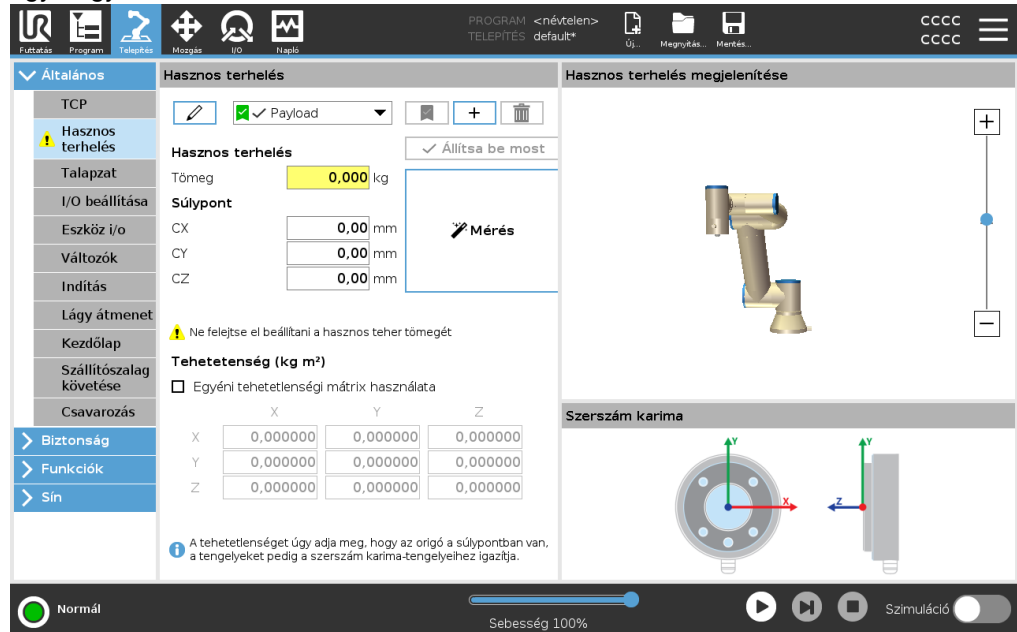 PROGRAM <névtelen>
TELEPÍTÉS default*
cccc
cccc
Futtatás Program Telepítés Mozgás I/O Napló Új... Megnyitás... Mentés...
Általános
TCP
Hasznos terhelés
Talapzat
I/O beállítása
Eszköz i/o
Változók
Indítás
Lágy átmenet
Kezdőlap
Szállítószalag követése
Csavarozás
Biztonság
Funkciók
Sín
Hasznos terhelés
Payload
Állítsa be most
Hasznos terhelés
Tömeg 0,000 kg
Súlypont
CX 0,00 mm
CY 0,00 mm
CZ 0,00 mm
Mérés
Ne felejtse el beállítani a hasznos teher tömegét
Tehetetenség (kg m²)
Egyéni tehetetlenségi mátrix használata
X Y Z
X 0,000000 0,000000 0,000000
Y 0,000000 0,000000 0,000000
Z 0,000000 0,000000 0,000000
A tehetetlenséget úgy adja meg, hogy az origó a súlypontban van,
a tengelyeket pedig a szerszám karima-tengelyeihez igazítja.
Hasznos terhelés megjelenítése
Szerszám karima
Y
X
Y
Z
Normál
Sebesség 100%
Szimuláció